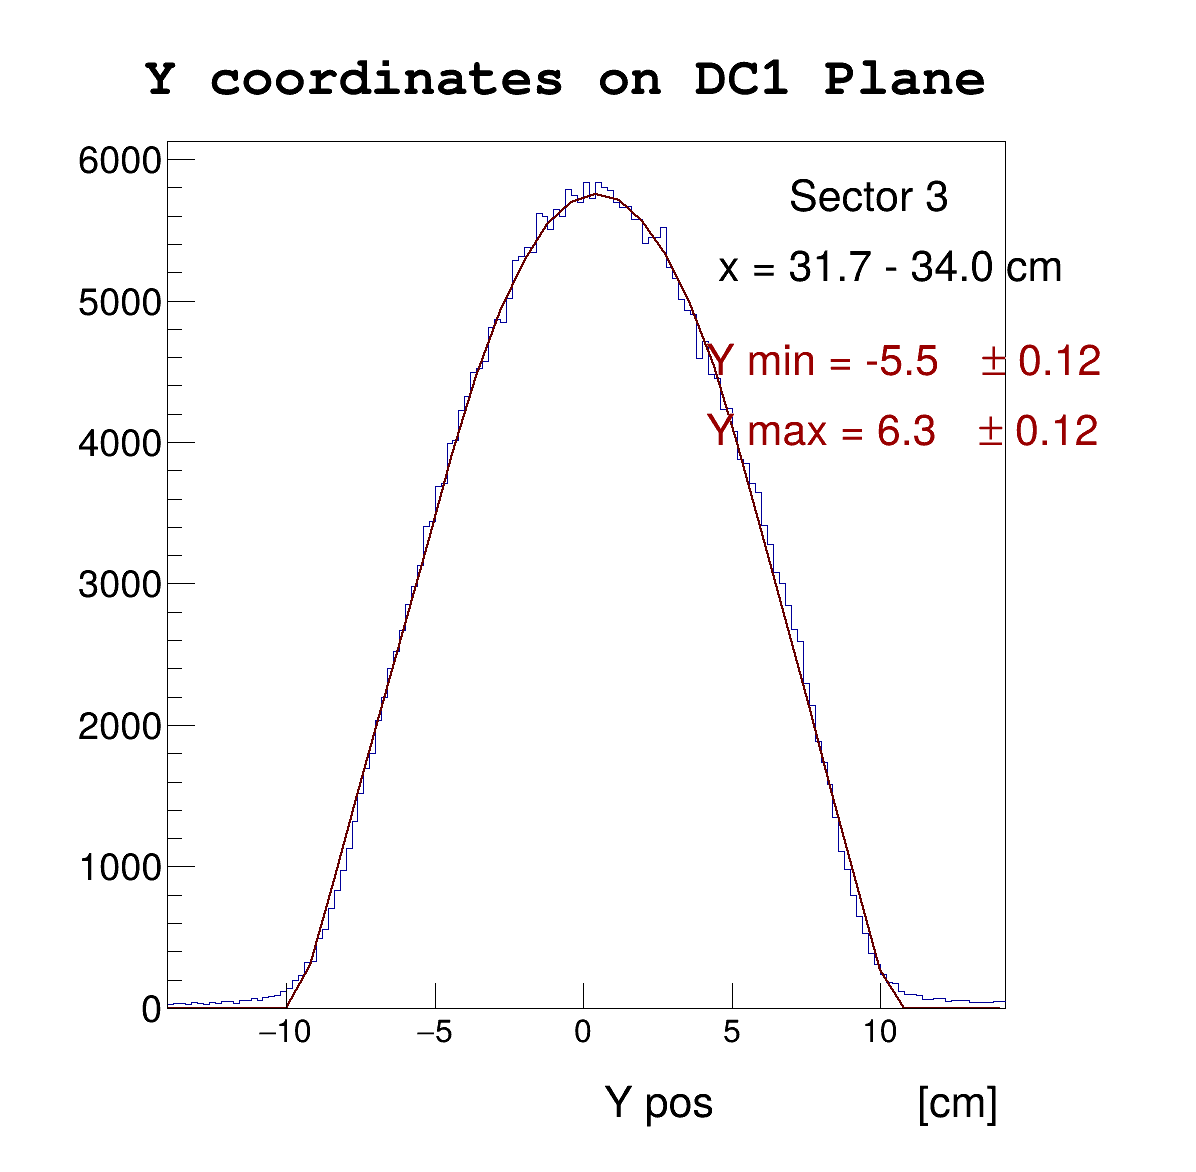 Y coordinates on DC1 Plane
6000
Sector 3
x = 31.7 - 34.0 cm
5000
Y min = -5.5 ± 0.12
Y max = 6.3 ± 0.12
4000
3000
2000
1000
0
−10 −5 0 5 10
Y pos [cm]